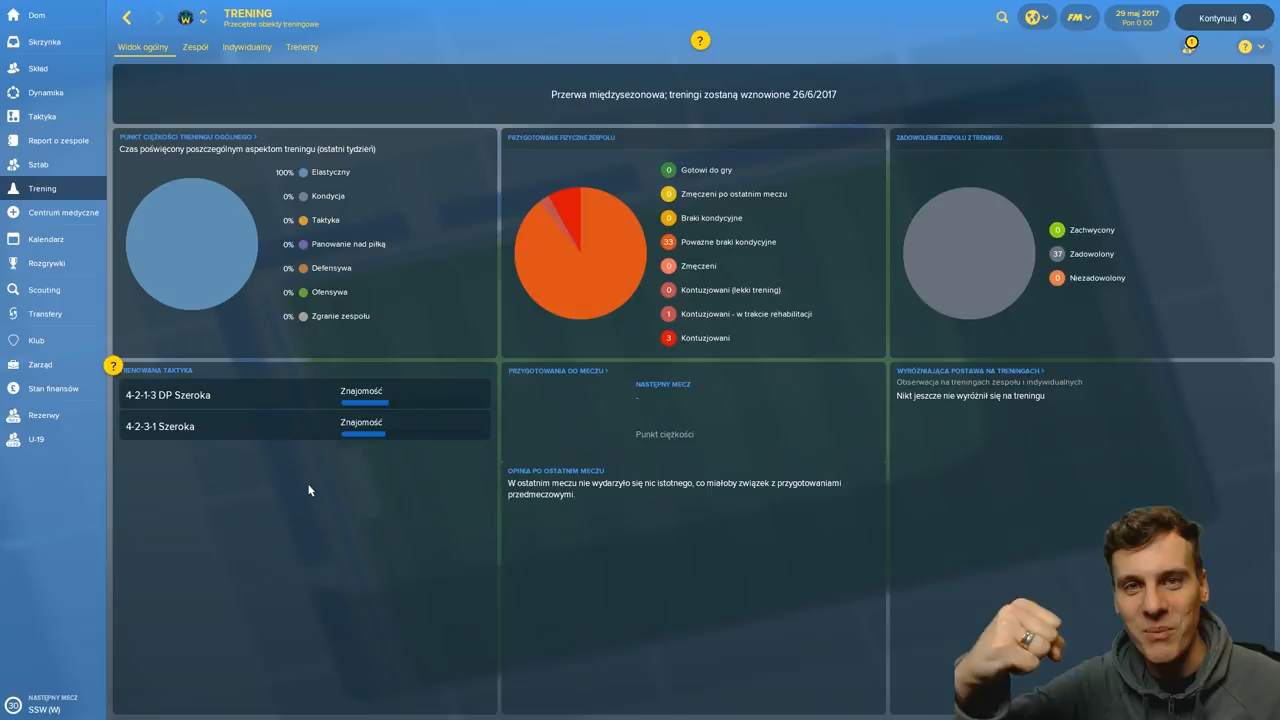 Dom
Skrzynka
Skład
Dynamika
Taktyka
Raport o zespole
Sztáb
Trening
Centrum medyczne
Kalendarz
Rozgrywki
Scouting
Transfery
Klub
Zarząd
Stan finansów
Rezerwy
U-19
30
NASTĘPNY MECZ
SSW (W)
TRENING
Przeciętne obiekty treningowe
FM
29 maj 2017
Pon 0:00
Kontynuuj
Widok ogólny
Zespół
Indywidualny
Trenerzy
?
!
?
Przerwa międzysezonowa; treningi zostaną wznowione 26/6/2017
PUNKT CIĘŻKOŚCI TRENINGU OGÓLNEGO >
Czas poświęcony poszczególnym aspektom treningu (ostatni tydzień)
100% Elastyczny
0% Kondycja
0% Taktyka
0% Panowanie nad piłką
0% Defensywa
0% Ofensywa
0% Zgranie zespołu
PRZYGOTOWANIE FIZYCZNE ZESPOŁU
0 Gotowi do gry
0 Zmęczeni po ostatnim meczu
0 Braki kondycyjne
33 Poważne braki kondycyjne
0 Zmęczeni
0 Kontuzjowani (lekki trening)
1 Kontuzjowani - w trakcie rehabilitacji
3 Kontuzjowani
ZADOWOLENIE ZESPOŁU Z TRENINGU
0 Zachwycony
37 Zadowolony
0 Niezadowolony
?
TRENOWANA TAKTYKA
4-2-1-3 DP Szeroka
Znajomość
4-2-3-1 Szeroka
Znajomość
PRZYGOTOWANIA DO MECZU >
NASTĘPNY MECZ
-
Punkt ciężkości
OPINIA PO OSTATNIM MECZU
W ostatnim meczu nie wydarzyło się nic istotnego, co miałoby związek z przygotowaniami
przedmeczowymi.
WYRÓŻNIAJĄCA POSTAWA NA TRENINGACH >
Obserwacja na treningach zespołu i indywidualnych
Nikt jeszcze nie wyróżnił się na treningu